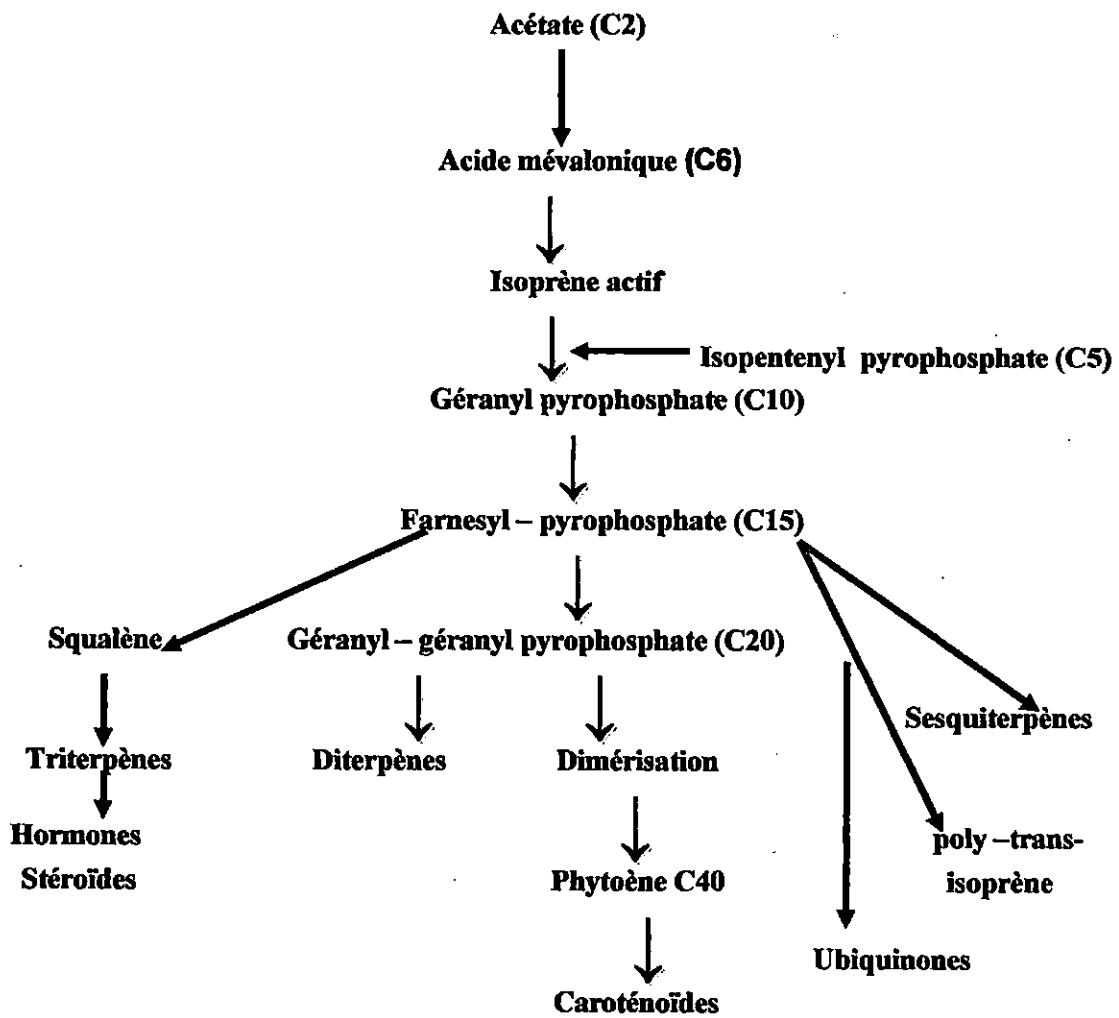 Acétate (C2)
Acide mévalonique (C6)
Isoprène actif
Isopentenyl pyrophosphate (C5)
Géranyl pyrophosphate (C10)
Farnesyl – pyrophosphate (C15)
Squalène
Géranyl – géranyl pyrophosphate (C20)
Sesquiterpènes
Triterpènes
Diterpènes
Dimérisation
Hormones
Stéroïdes
poly –trans-
isoprène
Phytoène C40
Ubiquinones
Caroténoïdes